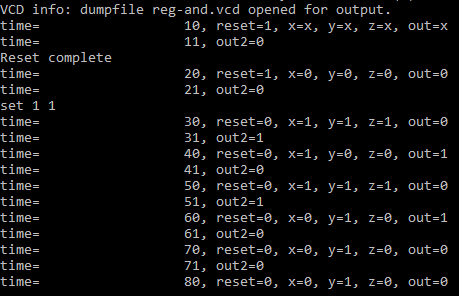 VCD info: dumpfile reg-and.vcd opened for output.
time=                  10, reset=x, x=x, y=x, z=x, out=x
time=                  11, out2=0
Reset complete
time=                  20, reset=1, x=0, y=0, z=0, out=0
time=                  21, out2=0
set 1 1
time=                  30, reset=0, x=1, y=1, z=1, out=0
time=                  31, out2=1
time=                  40, reset=0, x=1, y=0, z=0, out=1
time=                  41, out2=0
time=                  50, reset=0, x=1, y=1, z=1, out=0
time=                  51, out2=1
time=                  60, reset=0, x=0, y=1, z=0, out=1
time=                  61, out2=0
time=                  70, reset=0, x=0, y=1, z=0, out=0
time=                  71, out2=0
time=                  80, reset=0, x=0, y=1, z=0, out=0